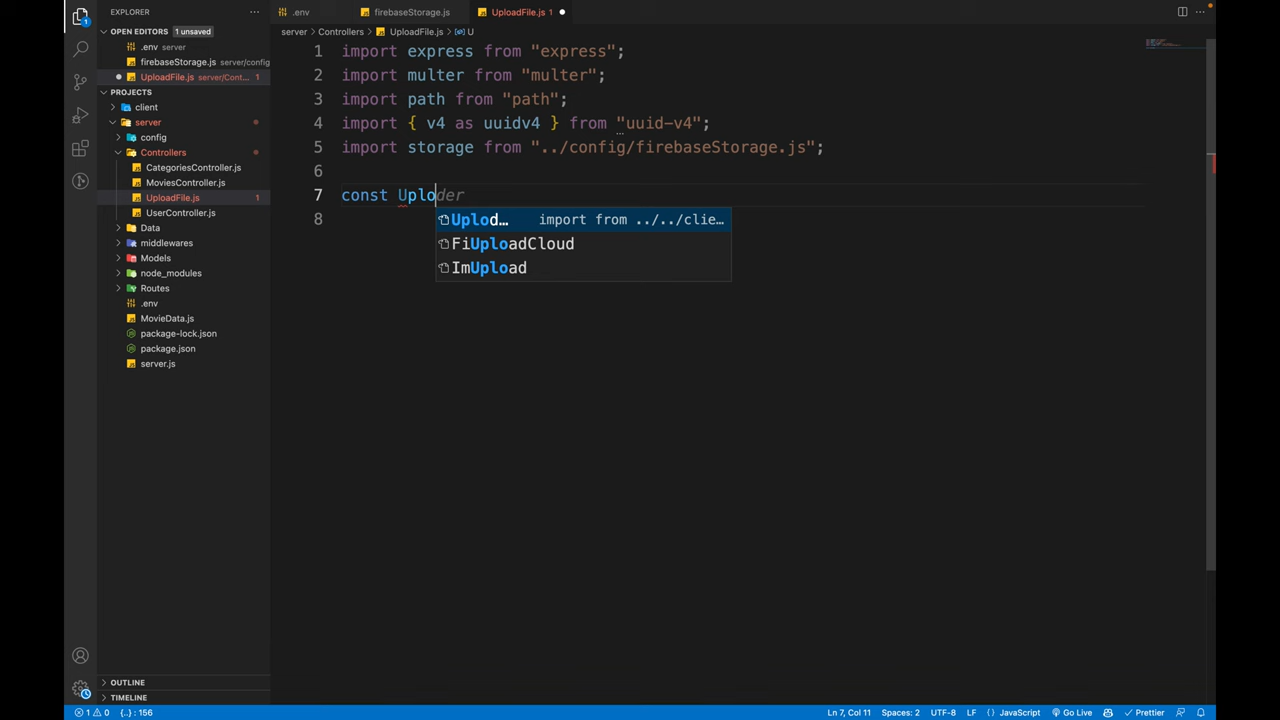 EXPLORER ...
OPEN EDITORS 1 unsaved
.env server
firebaseStorage.js server/config
UploadFile.js server/Cont... 1
PROJECTS
client
server
config
Controllers
CategoriesController.js
MoviesController.js
UploadFile.js 1
UserController.js
Data
middlewares
Models
node_modules
Routes
.env
MovieData.js
package-lock.json
package.json
server.js
OUTLINE
TIMELINE
.env firebaseStorage.js UploadFile.js 1
server > Controllers > UploadFile.js > U
1 import express from "express";
2 import multer from "multer";
3 import path from "path";
4 import { v4 as uuidv4 } from "uuid-v4";
5 import storage from "../config/firebaseStorage.js";
6
7 const Uploder
8
Uplod... import from ../../clie...
FiUploadCloud
ImUpload
1 0 {..} : 156 Ln 7, Col 11 Spaces: 2 UTF-8 LF {} JavaScript Go Live Prettier